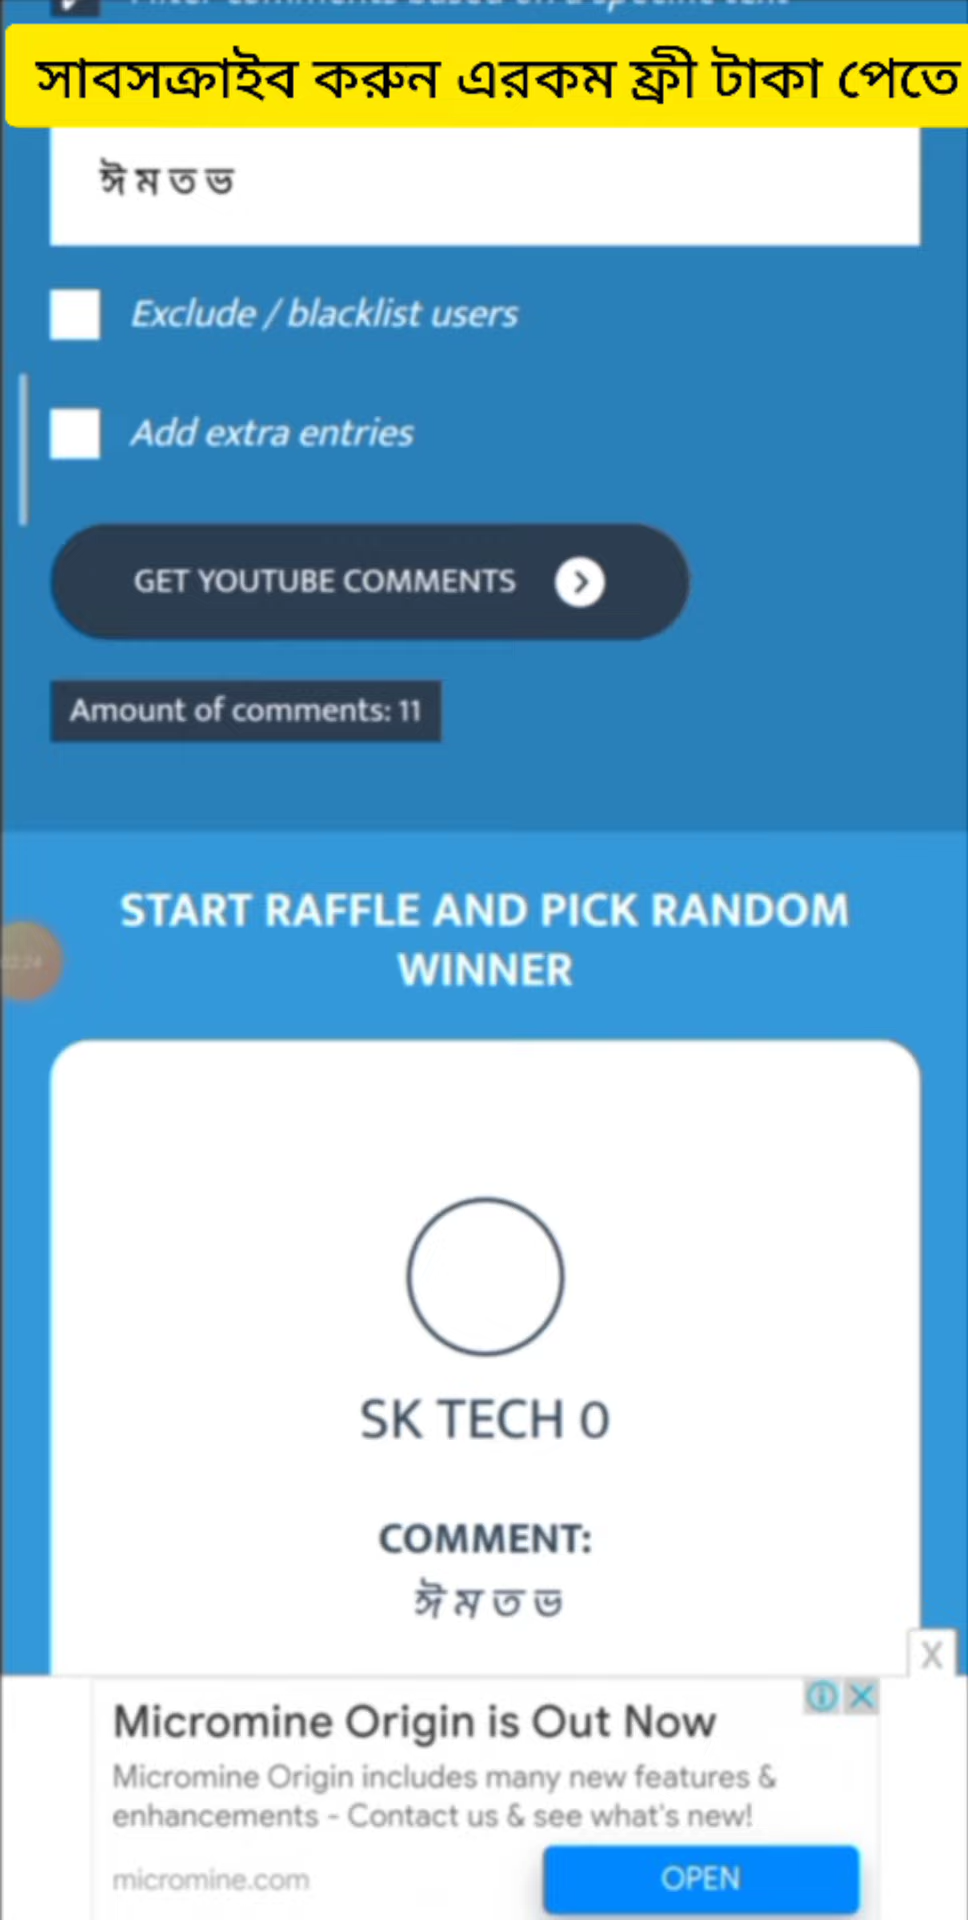 সাবসক্রাইব করুন এরকম ফ্রী টাকা পেতে
ঈ ম ত ভ
Exclude / blacklist users
Add extra entries
GET YOUTUBE COMMENTS
Amount of comments: 11
START RAFFLE AND PICK RANDOM
WINNER
02:24
SK TECH 0
COMMENT:
ঈ ম ত ভ
X
Micromine Origin is Out Now
Micromine Origin includes many new features &
enhancements - Contact us & see what's new!
micromine.com
OPEN